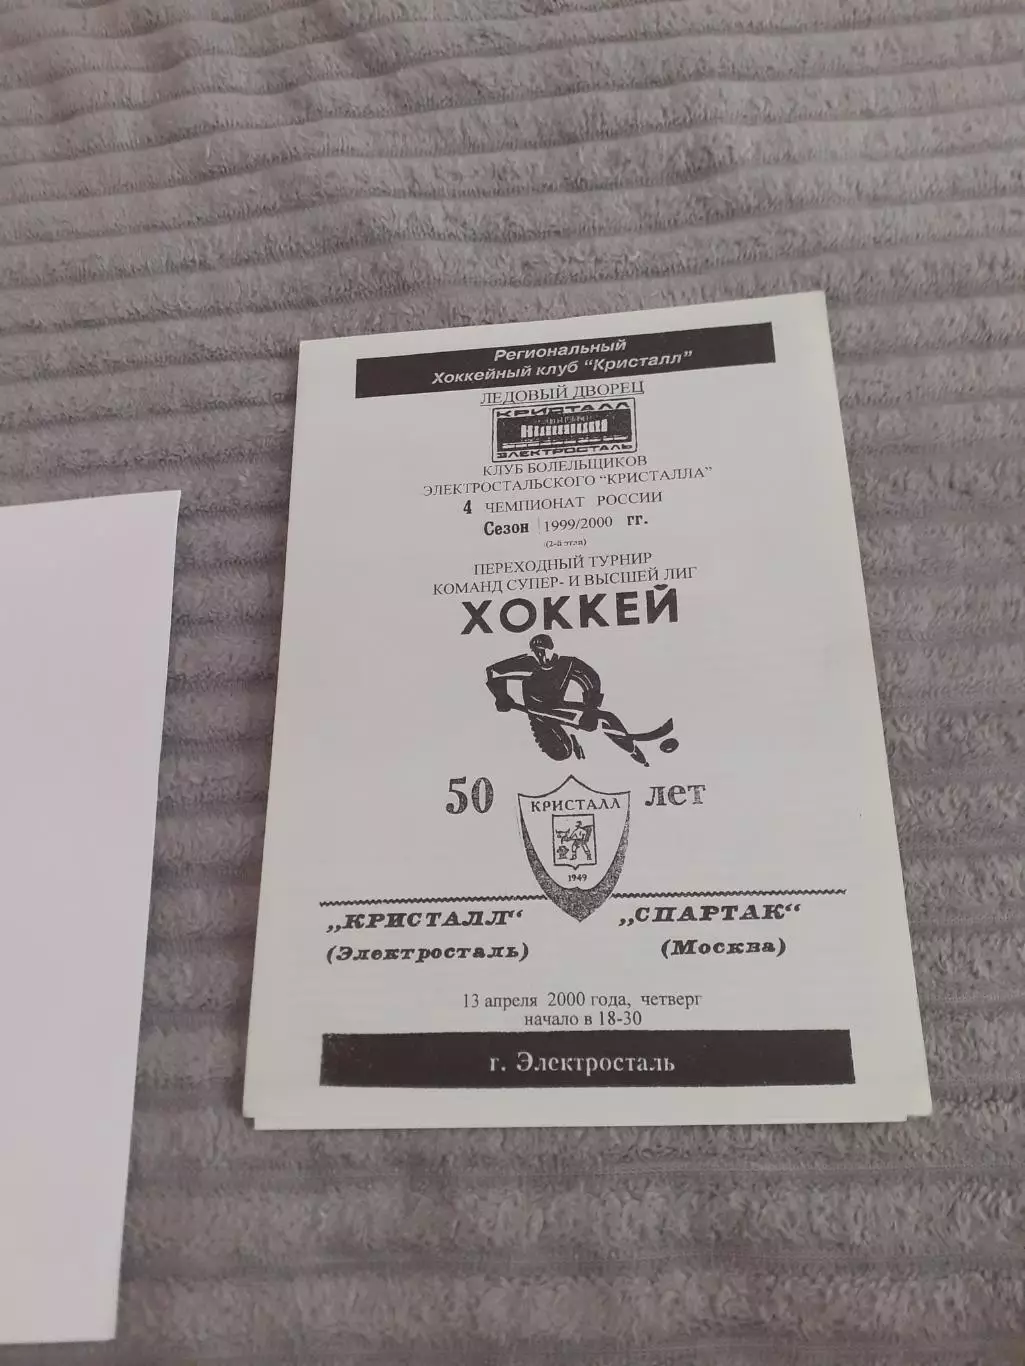 Региональный
Хоккейный клуб "Кристалл"
ЛЕДОВЫЙ ДВОРЕЦ
КРИСТАЛЛ
ЭЛЕКТРОСТАЛЬ
КЛУБ БОЛЕЛЬЩИКОВ
ЭЛЕКТРОСТАЛЬСКОГО "КРИСТАЛЛА"
4 ЧЕМПИОНАТ РОССИИ
Сезон 1999/2000 гг.
(2-й этап)
ПЕРЕХОДНЫЙ ТУРНИР
КОМАНД СУПЕР- И ВЫСШЕЙ ЛИГ
ХОККЕЙ
50 лет
КРИСТАЛЛ
1949
„КРИСТАЛЛ“ „СПАРТАК“
(Электросталь) (Москва)
13 апреля 2000 года, четверг
начало в 18-30
г. Электросталь